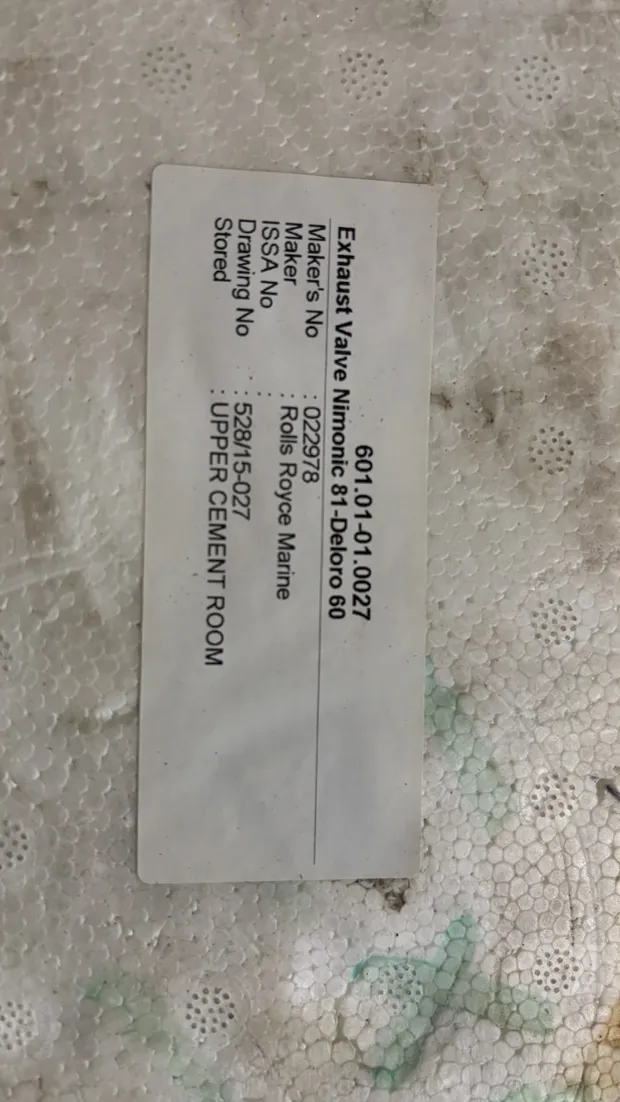 601.01-01.0027
Exhaust Valve Nimonic 81-Deloro 60
Maker's No : 022978
Maker : Rolls Royce Marine
ISSA No :
Drawing No : 528/15-027
Stored : UPPER CEMENT ROOM